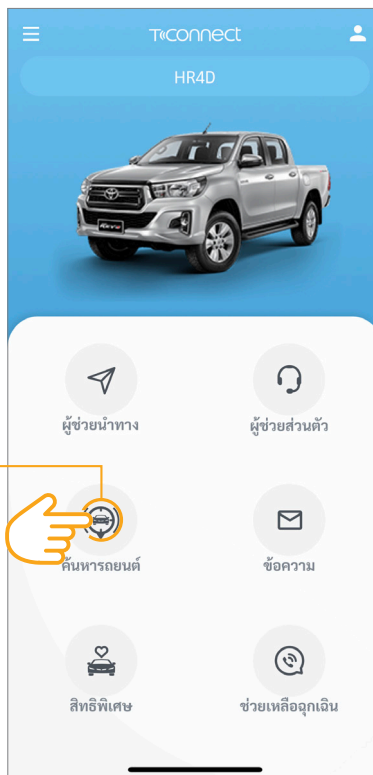 T-connect
HR4D
ผู้ช่วยนำทาง
ผู้ช่วยส่วนตัว
ค้นหารถยนต์
ข้อความ
สิทธิพิเศษ
ช่วยเหลือฉุกเฉิน